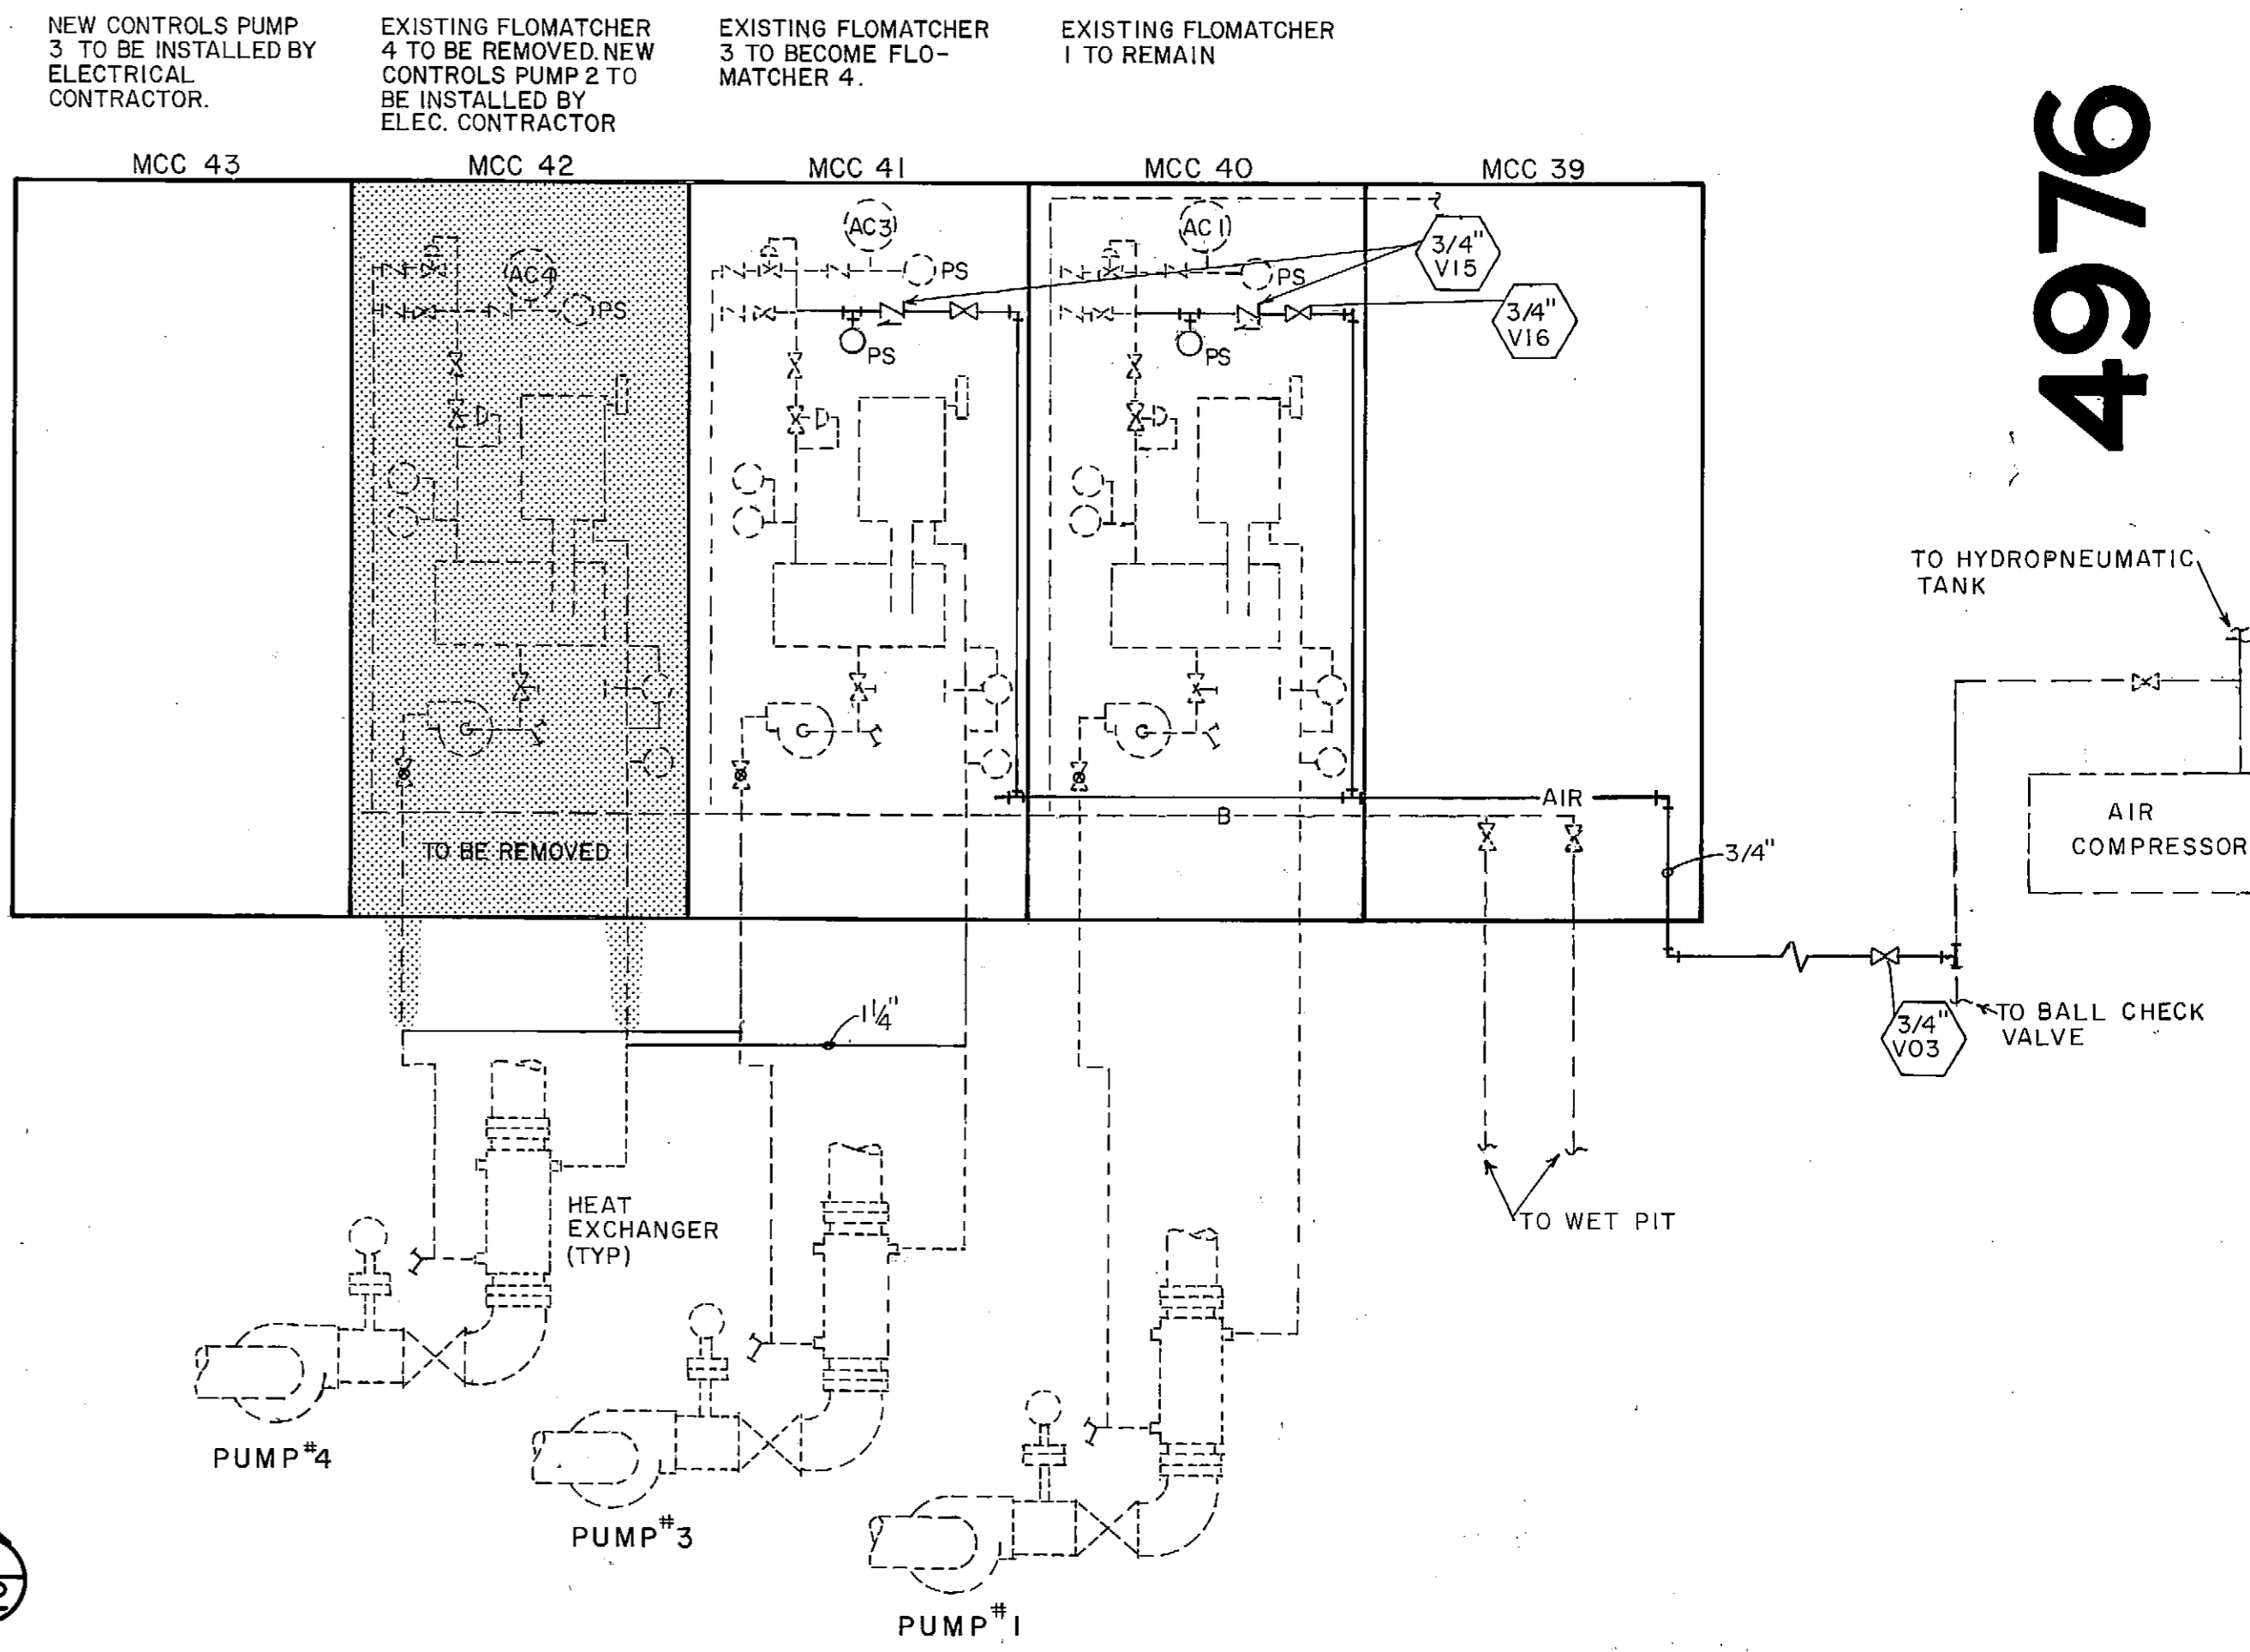 NEW CONTROLS PUMP
3 TO BE INSTALLED BY
ELECTRICAL
CONTRACTOR.
EXISTING FLOMATCHER
4 TO BE REMOVED. NEW
CONTROLS PUMP 2 TO
BE INSTALLED BY
ELEC. CONTRACTOR
EXISTING FLOMATCHER
3 TO BECOME FLO-
MATCHER 4.
EXISTING FLOMATCHER
1 TO REMAIN
4976
MCC 43
MCC 42
MCC 41
MCC 40
MCC 39
AC4
PS
AC3
PS
PS
AC1
PS
PS
3/4"
V15
3/4"
V16
TO HYDROPNEUMATIC
TANK
AIR
B
AIR
COMPRESSOR
TO BE REMOVED
3/4"
1 1/4"
3/4"
V03
TO BALL CHECK
VALVE
HEAT
EXCHANGER
(TYP)
TO WET PIT
PUMP #4
PUMP #3
PUMP #1